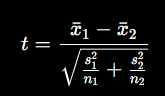 t = \frac{\bar{x}_1 - \bar{x}_2}{\sqrt{\frac{s_1^2}{n_1} + \frac{s_2^2}{n_2}}}